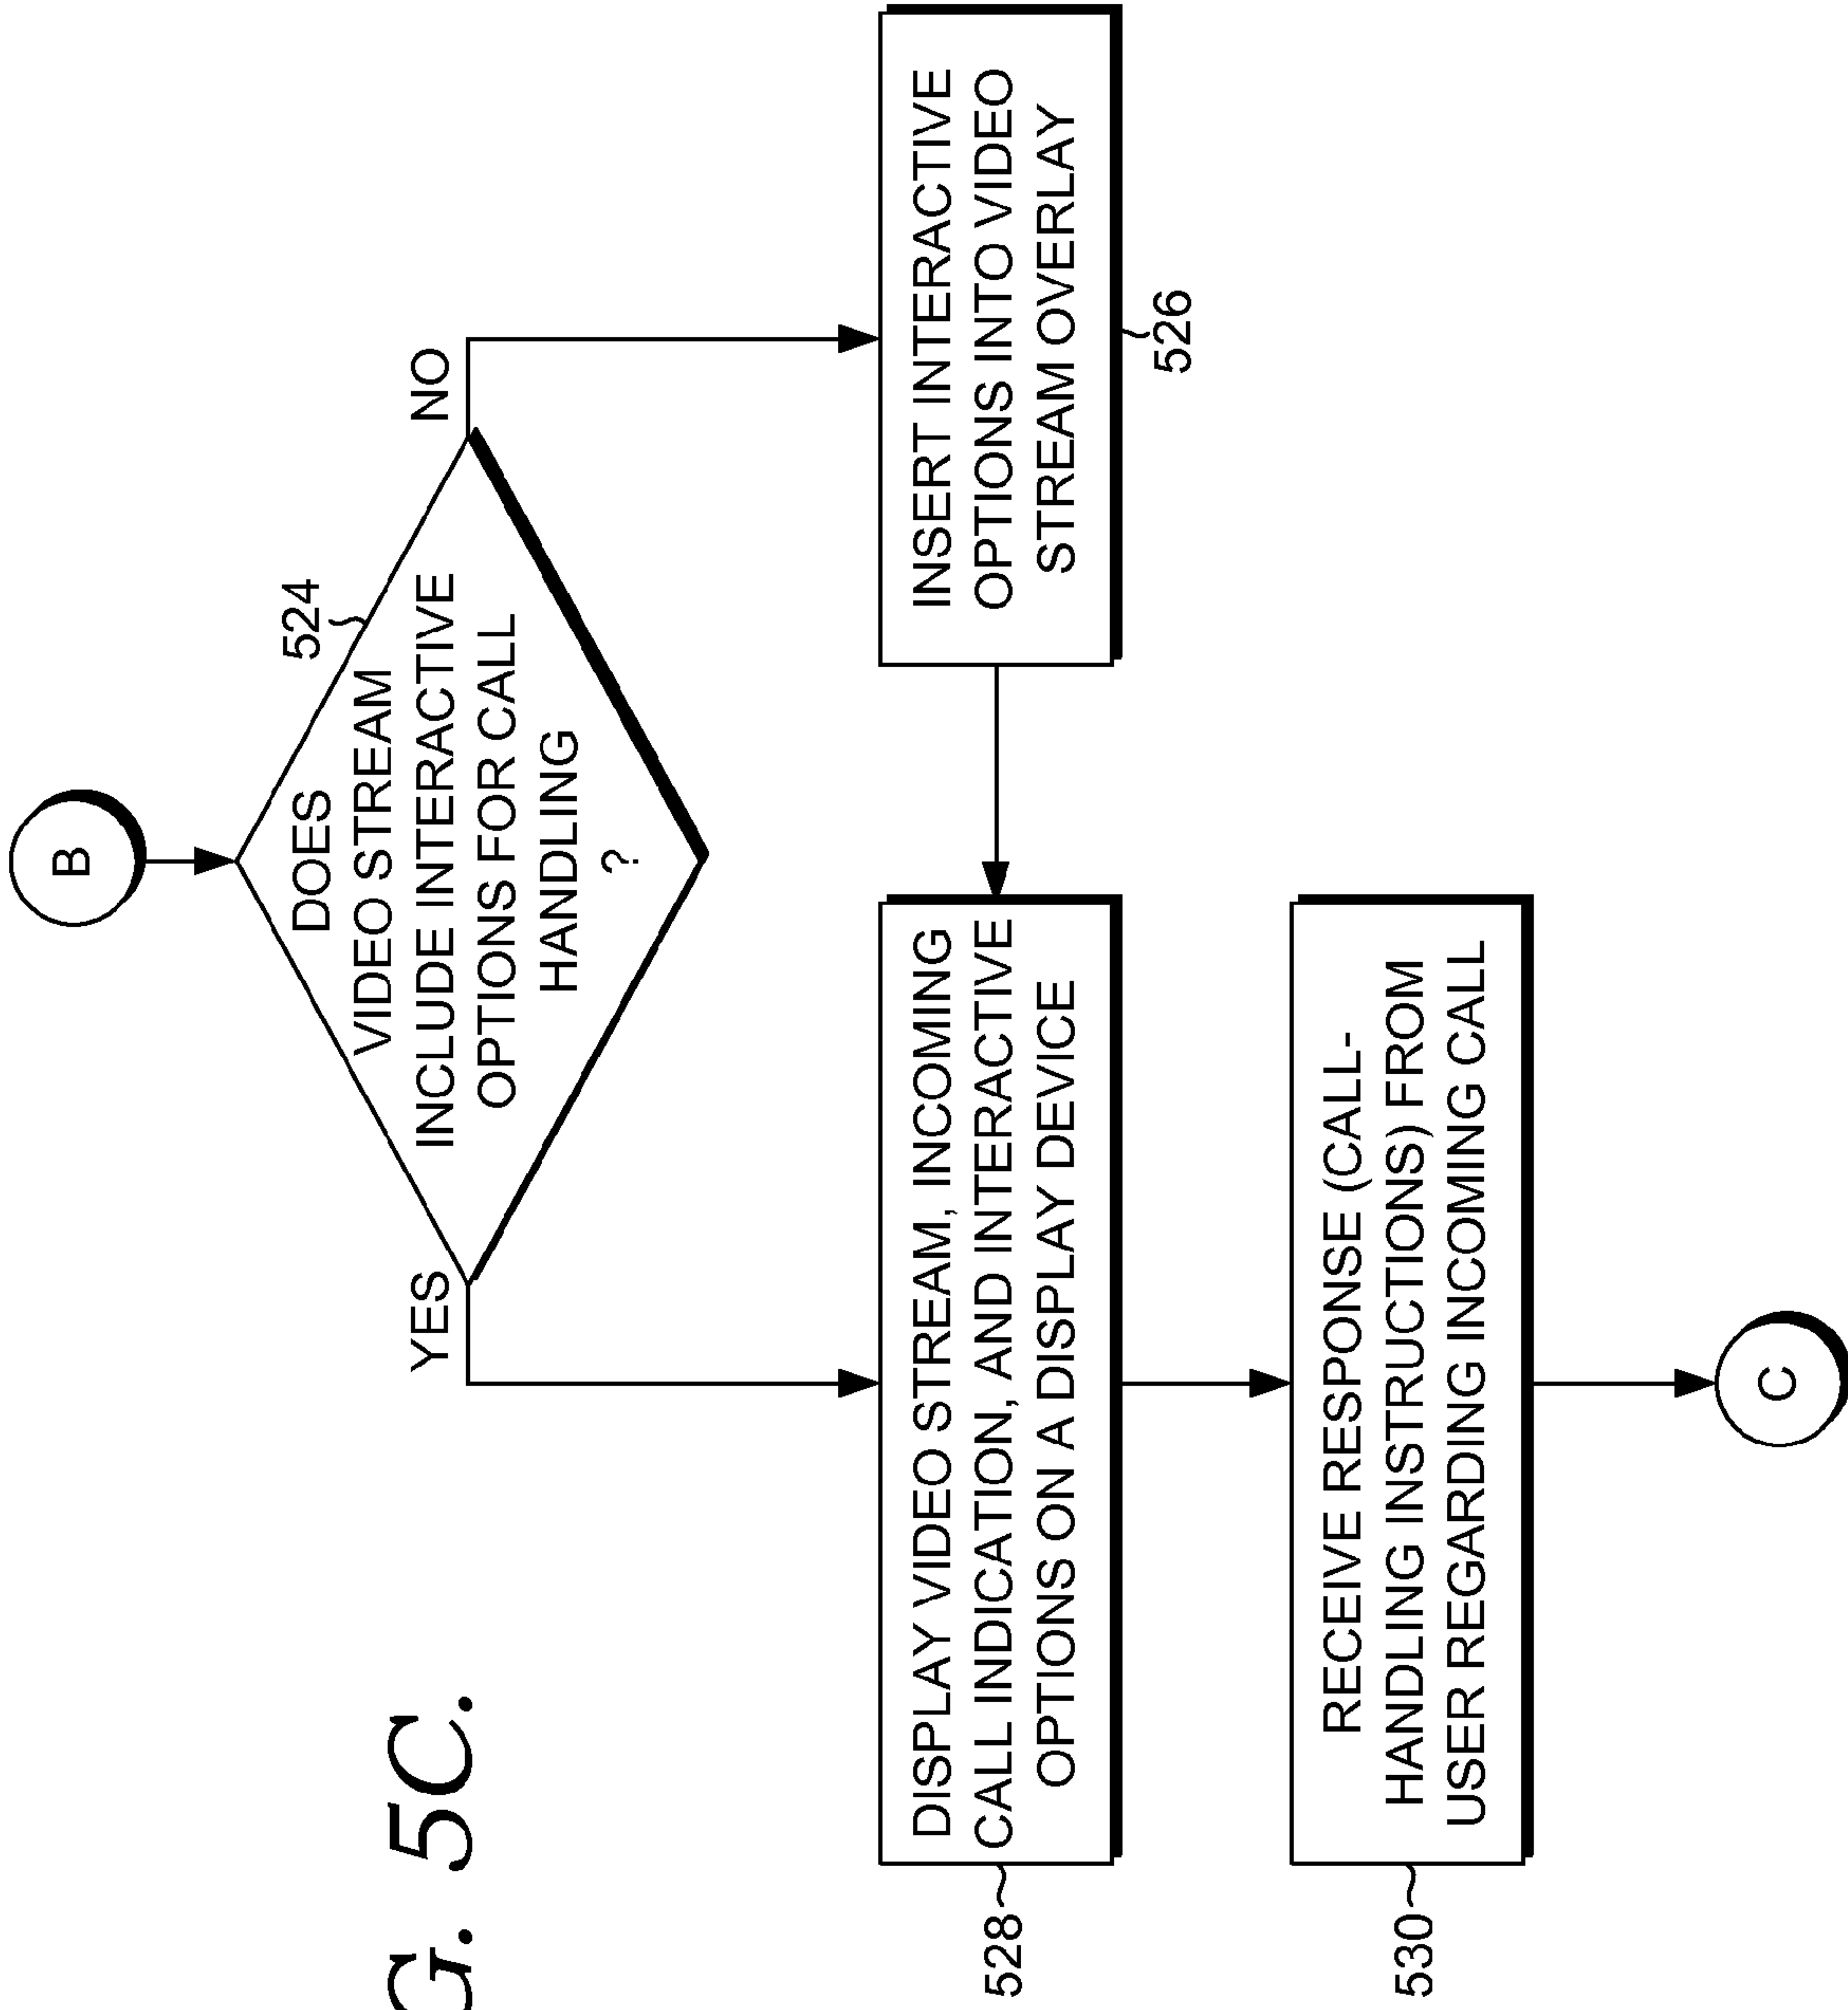 G. 5C.
B
524
DOES
VIDEO STREAM
INCLUDE INTERACTIVE
OPTIONS FOR CALL
HANDLING
?
YES
NO
INSERT INTERACTIVE
OPTIONS INTO VIDEO
STREAM OVERLAY
526
DISPLAY VIDEO STREAM, INCOMING
CALL INDICATION, AND INTERACTIVE
OPTIONS ON A DISPLAY DEVICE
528
RECEIVE RESPONSE (CALL-
HANDLING INSTRUCTIONS) FROM
USER REGARDING INCOMING CALL
530
C